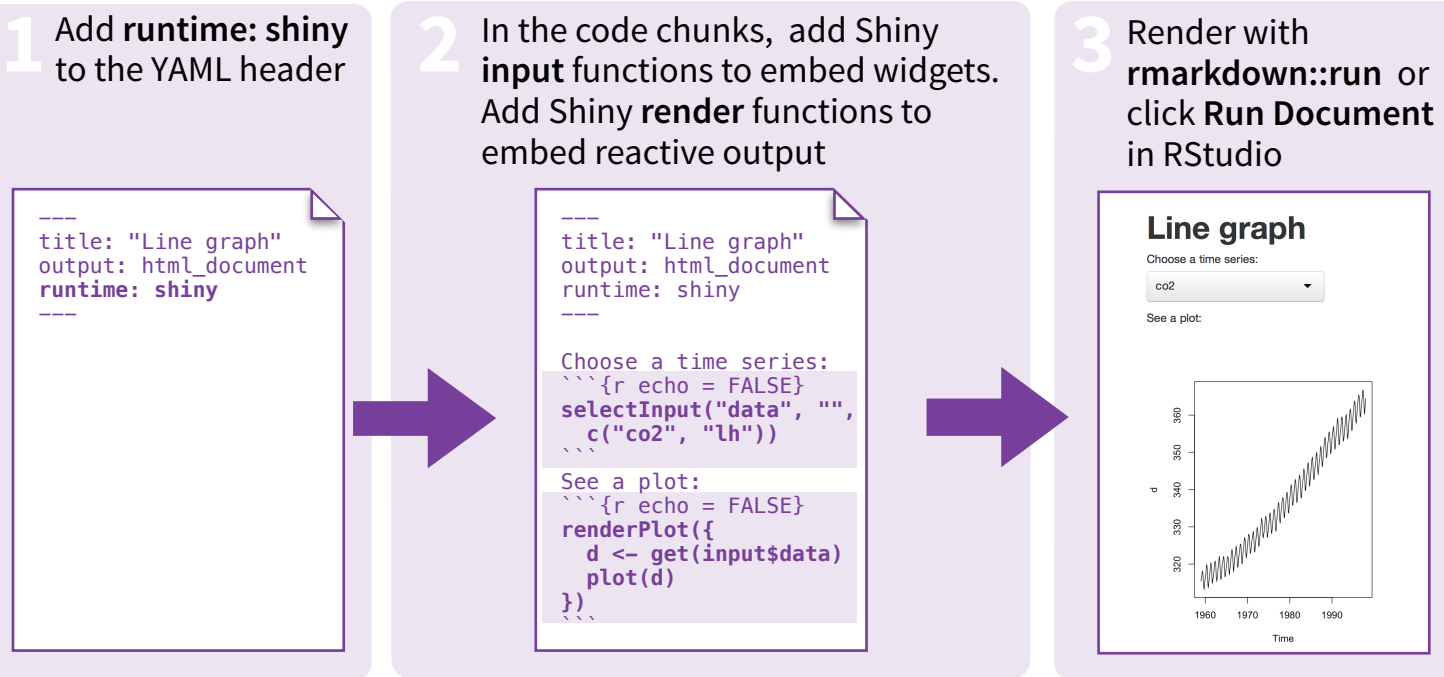 1
Add runtime: shiny
to the YAML header
---
title: "Line graph"
output: html_document
runtime: shiny
---
2
In the code chunks, add Shiny
input functions to embed widgets.
Add Shiny render functions to
embed reactive output
---
title: "Line graph"
output: html_document
runtime: shiny
---
Choose a time series:
```{r echo = FALSE}
selectInput("data", "",
  c("co2", "lh"))
```
See a plot:
```{r echo = FALSE}
renderPlot({
  d <- get(input$data)
  plot(d)
})
```
3
Render with
rmarkdown::run or
click Run Document
in RStudio
Line graph
Choose a time series:
co2
See a plot:
360
350
340
330
320
d
1960 1970 1980 1990
Time